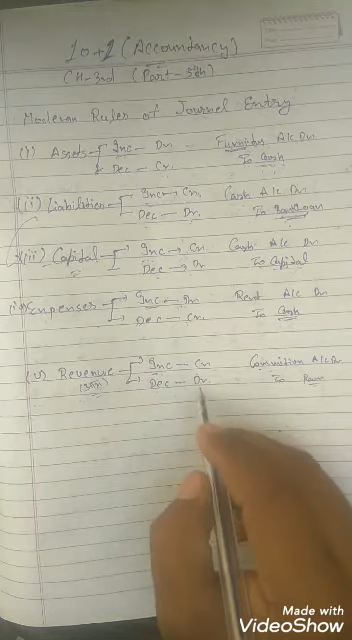 10+2 (Accountancy)
CH-3rd (Part-5th)
Modern Rules of Journal Entry
(i) Assets Inc - Dr. Furniture A/c Dr.
Dec - Cr. To Cash
(ii) Liabilities Inc → Cr. Cash A/c Dr.
Dec - Dr. To Bank Loan
(iii) Capital Inc → Cr Cash A/c Dr
Dec → Dr To Capital
(iv) Expenses Inc - Dr Rent A/c Dr
Dec - Cr. To Cash
(v) Revenue Inc - Cr A/c Dr
Dec - Dr. To
Made with
VideoShow